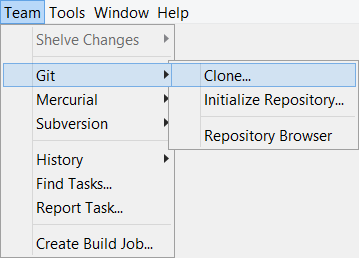 Team Tools Window Help
Shelve Changes
Git
Clone...
Mercurial
Initialize Repository...
Subversion
Repository Browser
History
Find Tasks...
Report Task...
Create Build Job...